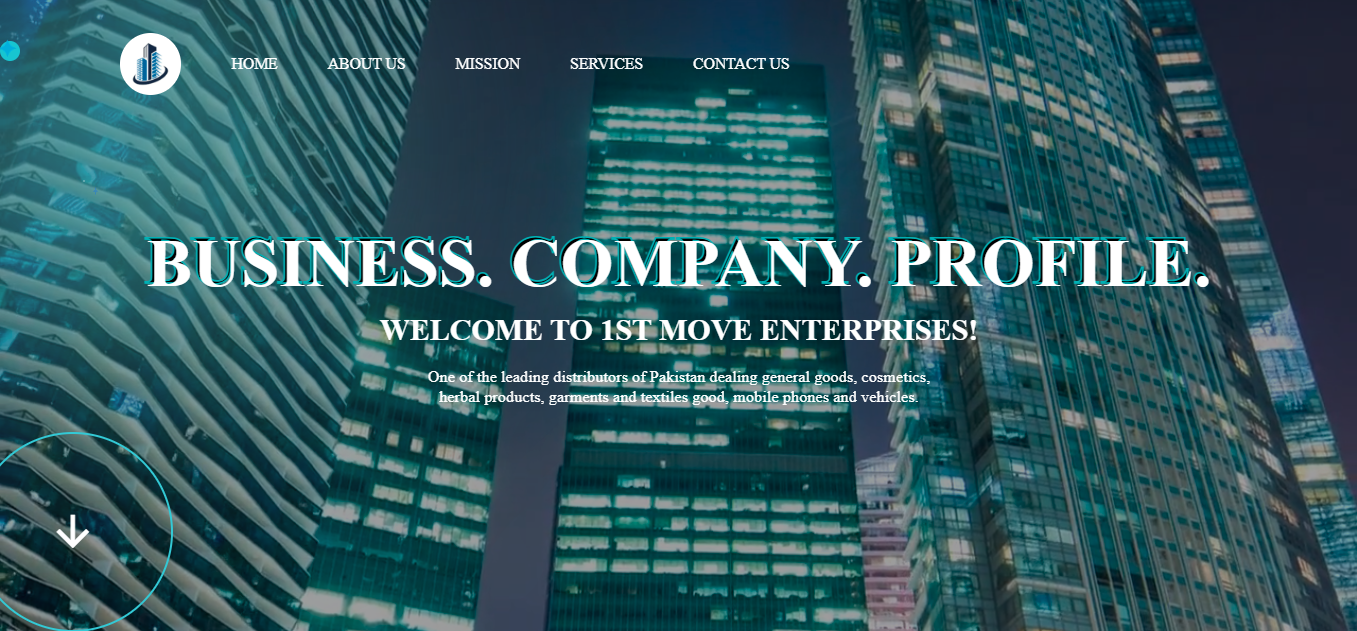 HOME ABOUT US MISSION SERVICES CONTACT US
BUSINESS. COMPANY. PROFILE.
WELCOME TO 1ST MOVE ENTERPRISES!
One of the leading distributors of Pakistan dealing general goods, cosmetics,
herbal products, garments and textiles good, mobile phones and vehicles.